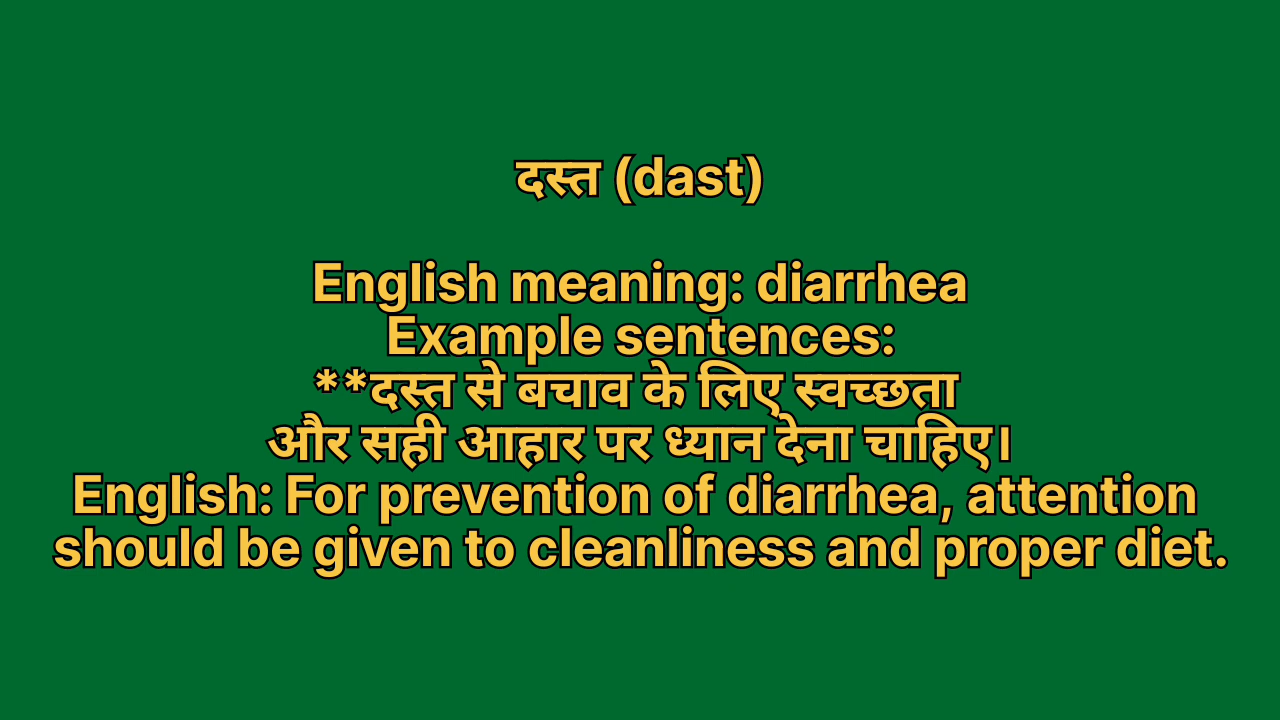 दस्त (dast)
English meaning: diarrhea
Example sentences:
**दस्त से बचाव के लिए स्वच्छता
और सही आहार पर ध्यान देना चाहिए।
English: For prevention of diarrhea, attention
should be given to cleanliness and proper diet.